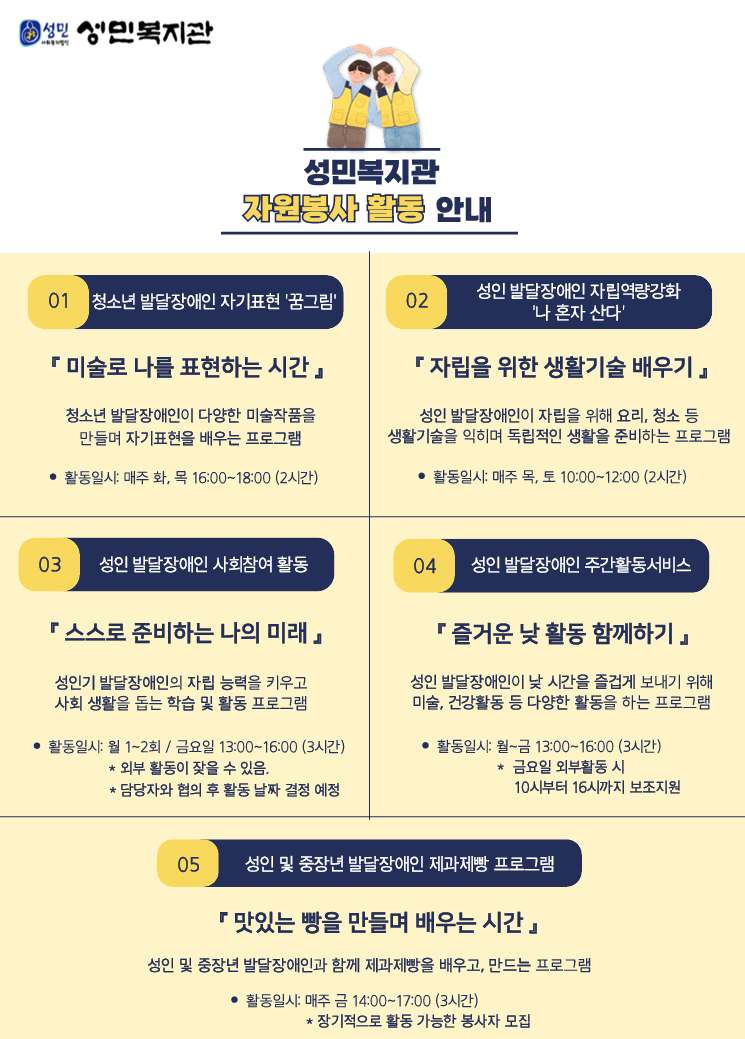 성민
사회복지법인
성민복지관
성민복지관
자원봉사 활동 안내
01 청소년 발달장애인 자기표현 '꿈그림'
『 미술로 나를 표현하는 시간 』
청소년 발달장애인이 다양한 미술작품을
만들며 자기표현을 배우는 프로그램
• 활동일시: 매주 화, 목 16:00~18:00 (2시간)
02 성인 발달장애인 자립역량강화
'나 혼자 산다'
『 자립을 위한 생활기술 배우기 』
성인 발달장애인이 자립을 위해 요리, 청소 등
생활기술을 익히며 독립적인 생활을 준비하는 프로그램
• 활동일시: 매주 목, 토 10:00~12:00 (2시간)
03 성인 발달장애인 사회참여 활동
『 스스로 준비하는 나의 미래 』
성인기 발달장애인의 자립 능력을 키우고
사회 생활을 돕는 학습 및 활동 프로그램
• 활동일시: 월 1~2회 / 금요일 13:00~16:00 (3시간)
* 외부 활동이 잦을 수 있음.
* 담당자와 협의 후 활동 날짜 결정 예정
04 성인 발달장애인 주간활동서비스
『 즐거운 낮 활동 함께하기 』
성인 발달장애인이 낮 시간을 즐겁게 보내기 위해
미술, 건강활동 등 다양한 활동을 하는 프로그램
• 활동일시: 월~금 13:00~16:00 (3시간)
* 금요일 외부활동 시
10시부터 16시까지 보조지원
05 성인 및 중장년 발달장애인 제과제빵 프로그램
『 맛있는 빵을 만들며 배우는 시간 』
성인 및 중장년 발달장애인과 함께 제과제빵을 배우고, 만드는 프로그램
• 활동일시: 매주 금 14:00~17:00 (3시간)
* 장기적으로 활동 가능한 봉사자 모집